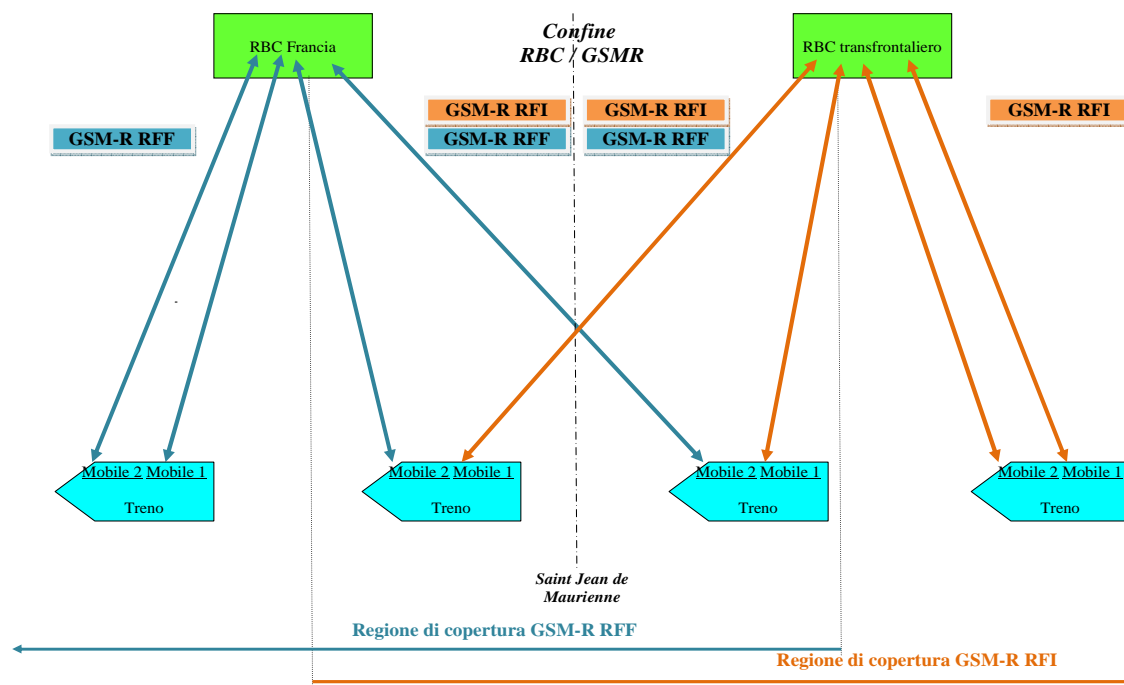 Confine
RBC / GSMR
RBC Francia
RBC transfrontaliero
GSM-R RFI
GSM-R RFI
GSM-R RFI
GSM-R RFF
GSM-R RFF
GSM-R RFF
Mobile 2 Mobile 1
Treno
Mobile 2 Mobile 1
Treno
Mobile 2 Mobile 1
Treno
Mobile 2 Mobile 1
Treno
Saint Jean de
Maurienne
Regione di copertura GSM-R RFF
Regione di copertura GSM-R RFI